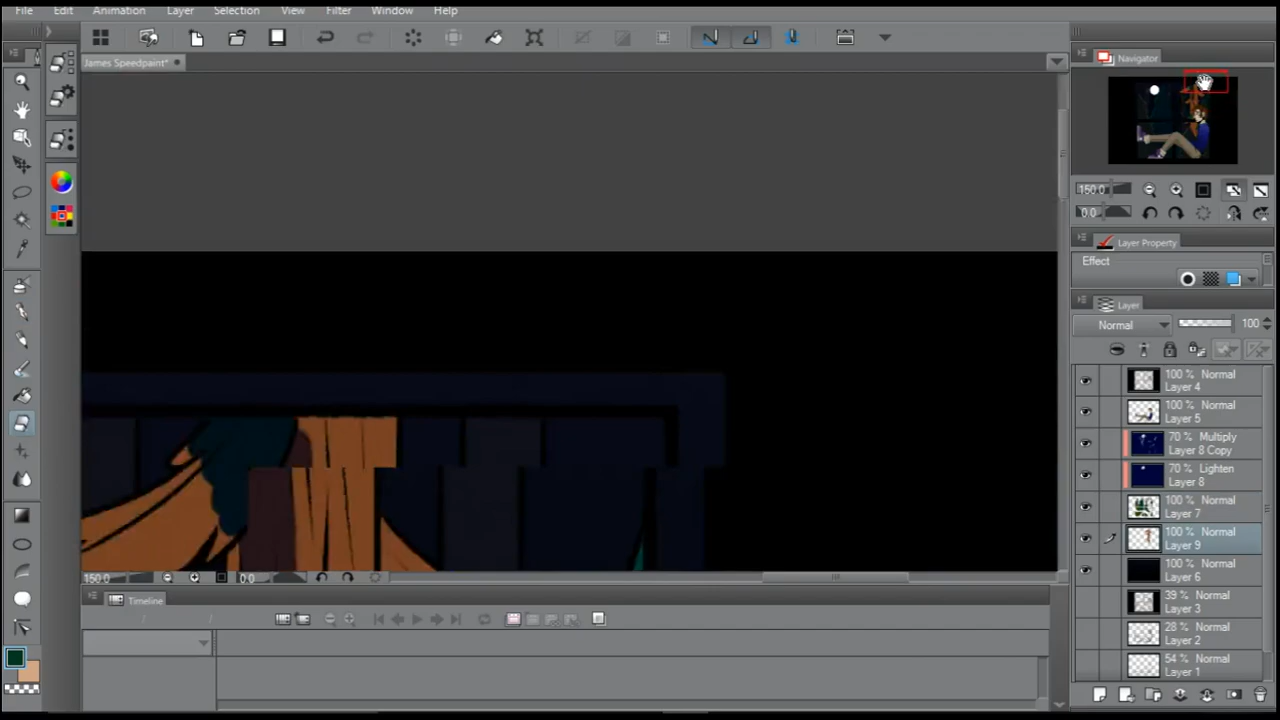 File Edit Animation Layer Selection View Filter Window Help
James Speedpaint*
Navigator
150.0
0.0
Layer Property
Effect
Layer
Normal 100
100 % Normal
Layer 4
100 % Normal
Layer 5
70 % Multiply
Layer 8 Copy
70 % Lighten
Layer 8
100 % Normal
Layer 7
100 % Normal
Layer 9
100 % Normal
Layer 6
39 % Normal
Layer 3
28 % Normal
Layer 2
54 % Normal
Layer 1
150.0 0.0
Timeline